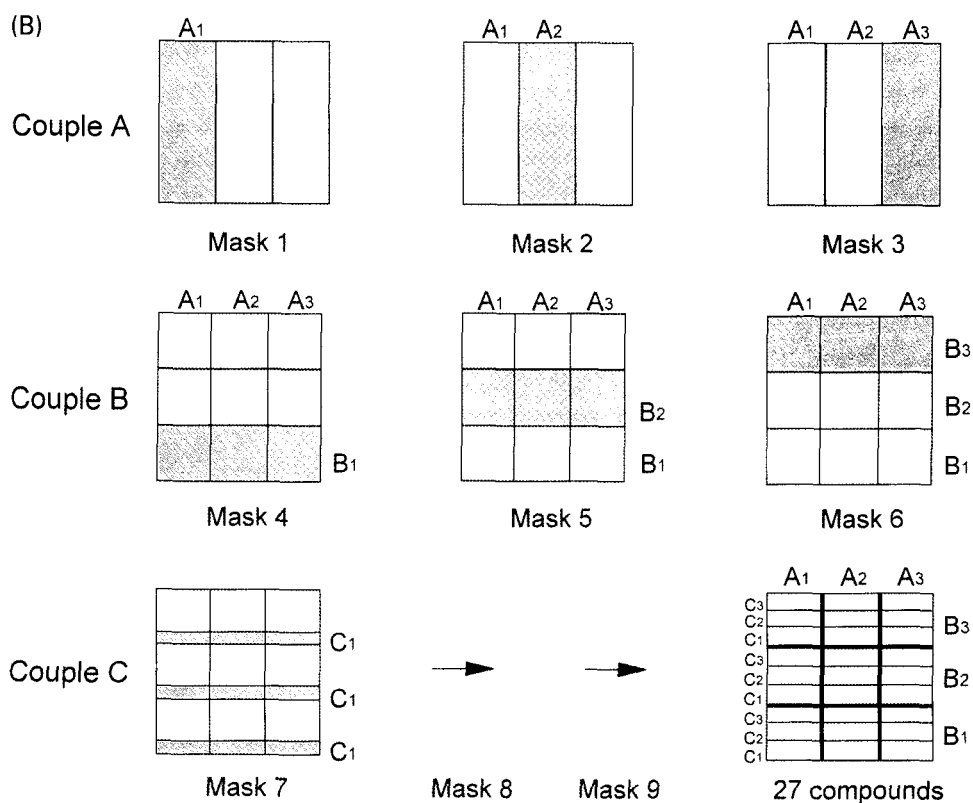 (B)
A1
A2
A3
A1 A2
A1 A2 A3
Couple A
Mask 1
Mask 2
Mask 3
A1 A2 A3
A1 A2 A3
A1 A2 A3
Couple B
B1
B2
B1
B3
B2
B1
Mask 4
Mask 5
Mask 6
Couple C
C1
C1
C1
A1 A2 A3
C3
C2
C1
C3
C2
C1
C3
C2
C1
B3
B2
B1
Mask 7
Mask 8
Mask 9
27 compounds